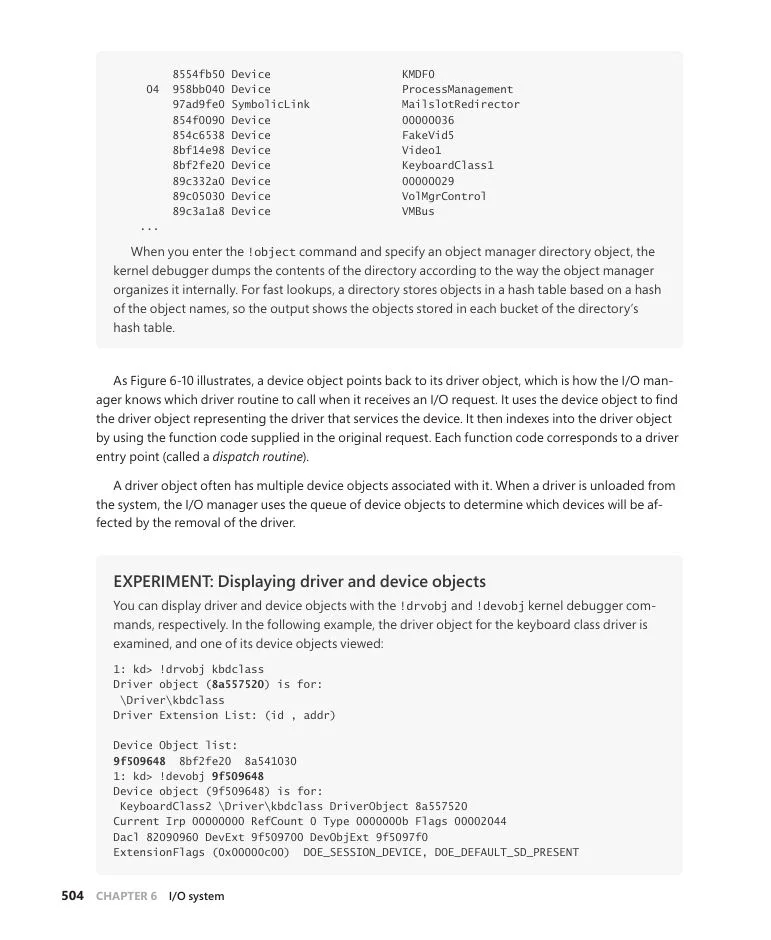 8554fb50 Device KMDF0
04 958bb040 Device ProcessManagement
97ad9fe0 SymbolicLink MailslotRedirector
854f0090 Device 00000036
854c6538 Device FakeVid5
8bf14e98 Device Video1
8bf2fe20 Device KeyboardClass1
89c332a0 Device 00000029
89c05030 Device VolMgrControl
89c3a1a8 Device VMBus
...
When you enter the !object command and specify an object manager directory object, the
kernel debugger dumps the contents of the directory according to the way the object manager
organizes it internally. For fast lookups, a directory stores objects in a hash table based on a hash
of the object names, so the output shows the objects stored in each bucket of the directory’s
hash table.
As Figure 6-10 illustrates, a device object points back to its driver object, which is how the I/O man-
ager knows which driver routine to call when it receives an I/O request. It uses the device object to find
the driver object representing the driver that services the device. It then indexes into the driver object
by using the function code supplied in the original request. Each function code corresponds to a driver
entry point (called a dispatch routine).
A driver object often has multiple device objects associated with it. When a driver is unloaded from
the system, the I/O manager uses the queue of device objects to determine which devices will be af-
fected by the removal of the driver.
EXPERIMENT: Displaying driver and device objects
You can display driver and device objects with the !drvobj and !devobj kernel debugger com-
mands, respectively. In the following example, the driver object for the keyboard class driver is
examined, and one of its device objects viewed:
1: kd> !drvobj kbdclass
Driver object (8a557520) is for:
\Driver\kbdclass
Driver Extension List: (id , addr)
Device Object list:
9f509648 8bf2fe20 8a541030
1: kd> !devobj 9f509648
Device object (9f509648) is for:
KeyboardClass2 \Driver\kbdclass DriverObject 8a557520
Current Irp 00000000 RefCount 0 Type 0000000b Flags 00002044
Dacl 82090960 DevExt 9f509700 DevObjExt 9f5097f0
ExtensionFlags (0x00000c00) DOE_SESSION_DEVICE, DOE_DEFAULT_SD_PRESENT
504 CHAPTER 6 I/O system